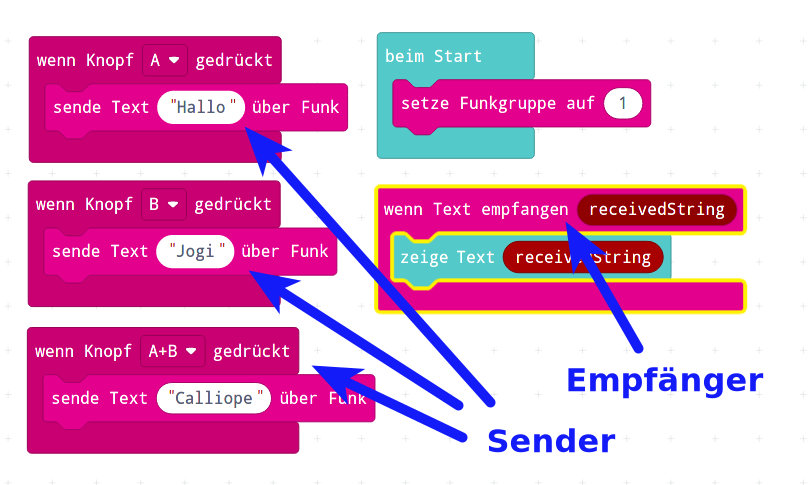 wenn Knopf A gedrückt
sende Text "Hallo" über Funk
wenn Knopf B gedrückt
sende Text "Jogi" über Funk
wenn Knopf A+B gedrückt
sende Text "Calliope" über Funk
beim Start
setze Funkgruppe auf 1
wenn Text empfangen receivedString
zeige Text receivedString
Empfänger
Sender